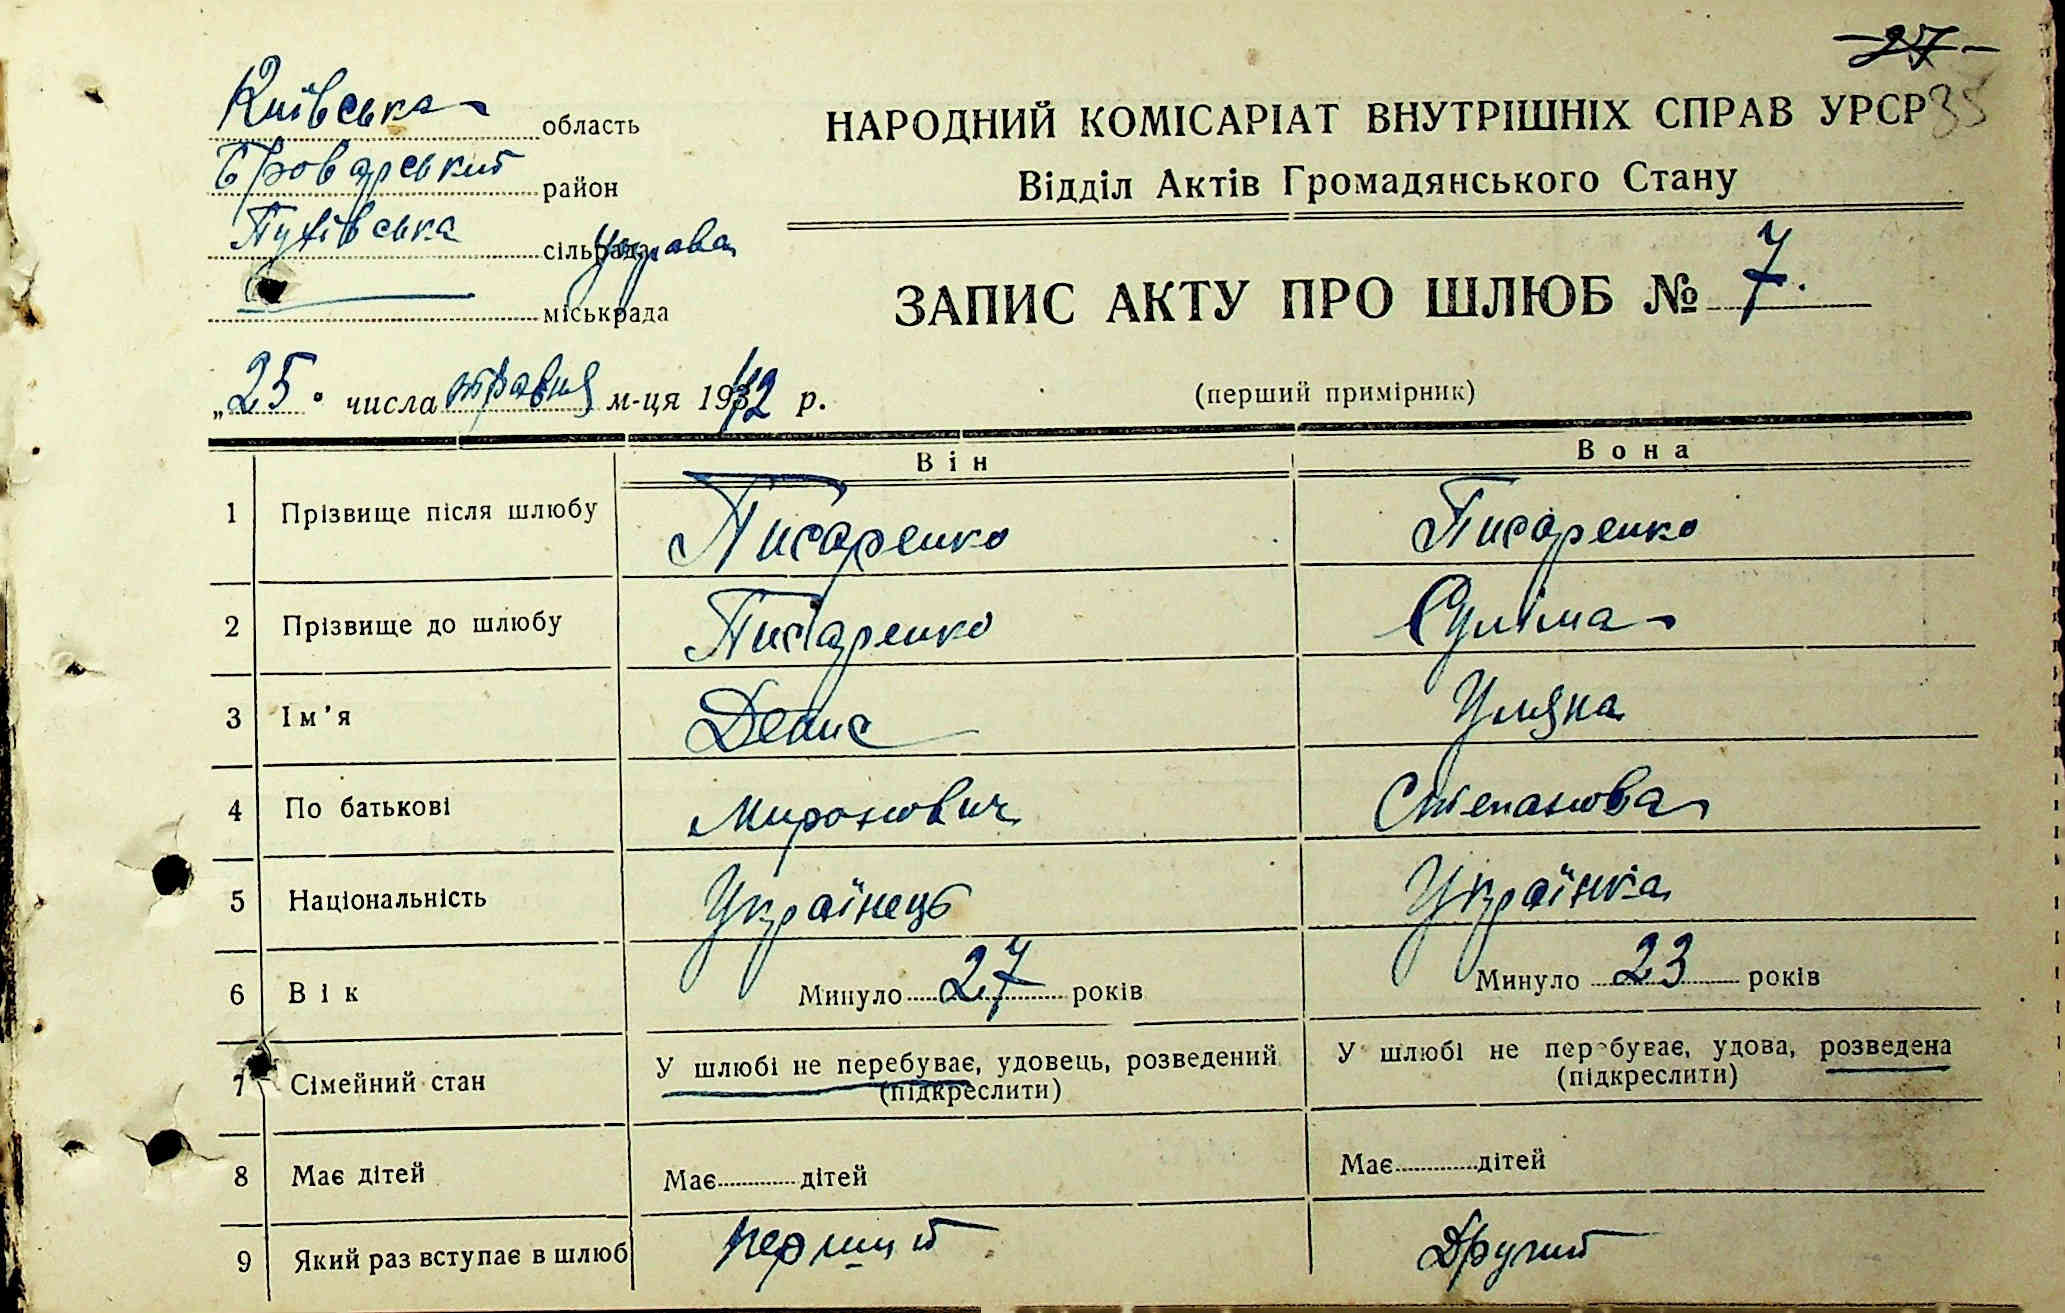 -27-
35
Київська область
Броварський район
Пухівська сільрада управа
міськрада
НАРОДНИЙ КОМІСАРІАТ ВНУТРІШНІХ СПРАВ УРСР
Відділ Актів Громадянського Стану
ЗАПИС АКТУ ПРО ШЛЮБ № 7.
„25" числа травня м-ця 1942 р.
(перший примірник)
Він Вона
1 Прізвище після шлюбу Писаренко Писаренко
2 Прізвище до шлюбу Писаренко Суліма
3 Ім'я Денис Уляна
4 По батькові Миронович Степанова
5 Національність Українець Українка
6 Вік Минуло 27 років Минуло 23 років
7 Сімейний стан У шлюбі не перебуває, удовець, розведений У шлюбі не перебуває, удова, розведена
(підкреслити) (підкреслити)
8 Має дітей Має дітей Має дітей
9 Який раз вступає в шлюб перший Другий